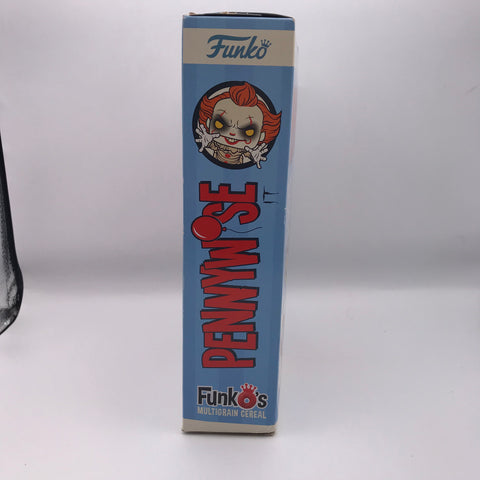 Funko
PENNYWISE
IT
FunkO's
MULTIGRAIN CEREAL